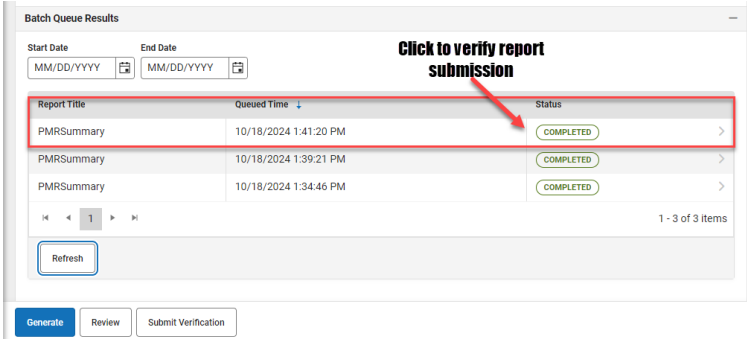 Batch Queue Results
Start Date End Date
MM/DD/YYYY MM/DD/YYYY
Click to verify report
submission
Report Title Queued Time ↓ Status
PMRSummary 10/18/2024 1:41:20 PM COMPLETED
PMRSummary 10/18/2024 1:39:21 PM COMPLETED
PMRSummary 10/18/2024 1:34:46 PM COMPLETED
1 1 - 3 of 3 items
Refresh
Generate Review Submit Verification